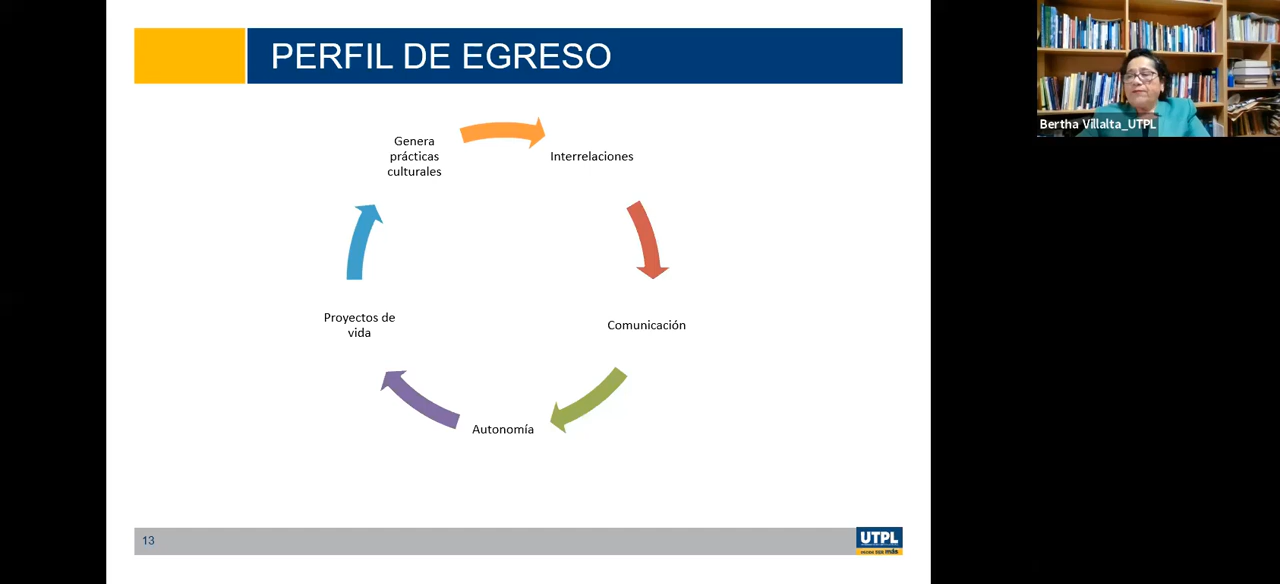 PERFIL DE EGRESO
Genera
prácticas
culturales
Interrelaciones
Comunicación
Autonomía
Proyectos de
vida
13
UTPL
Bertha Villalta_UTPL